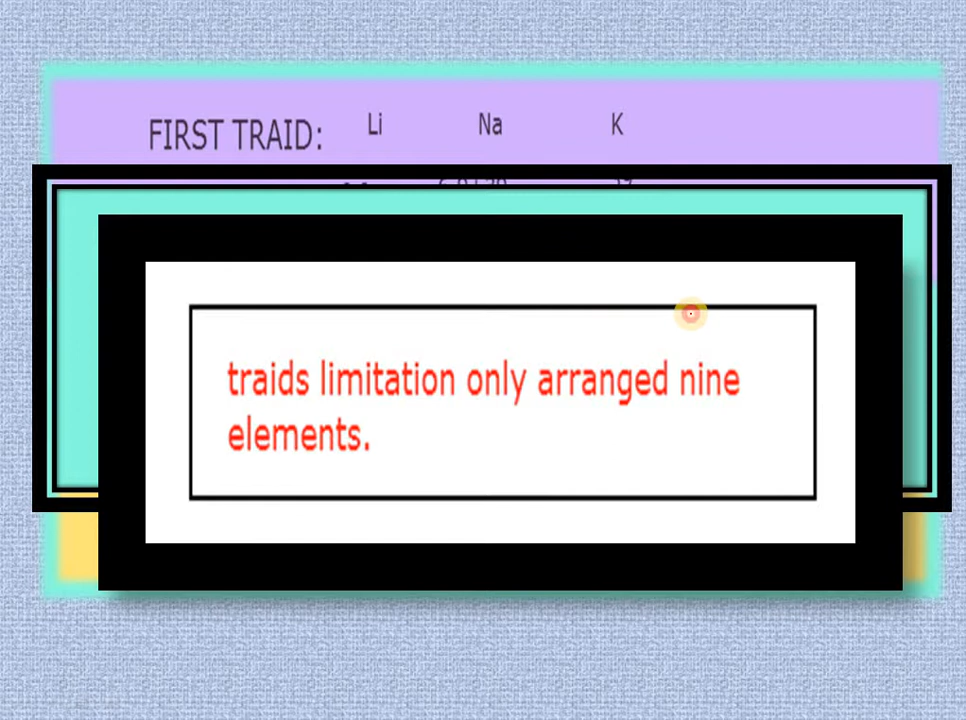 FIRST TRAID: Li Na K
traids limitation only arranged nine
elements.